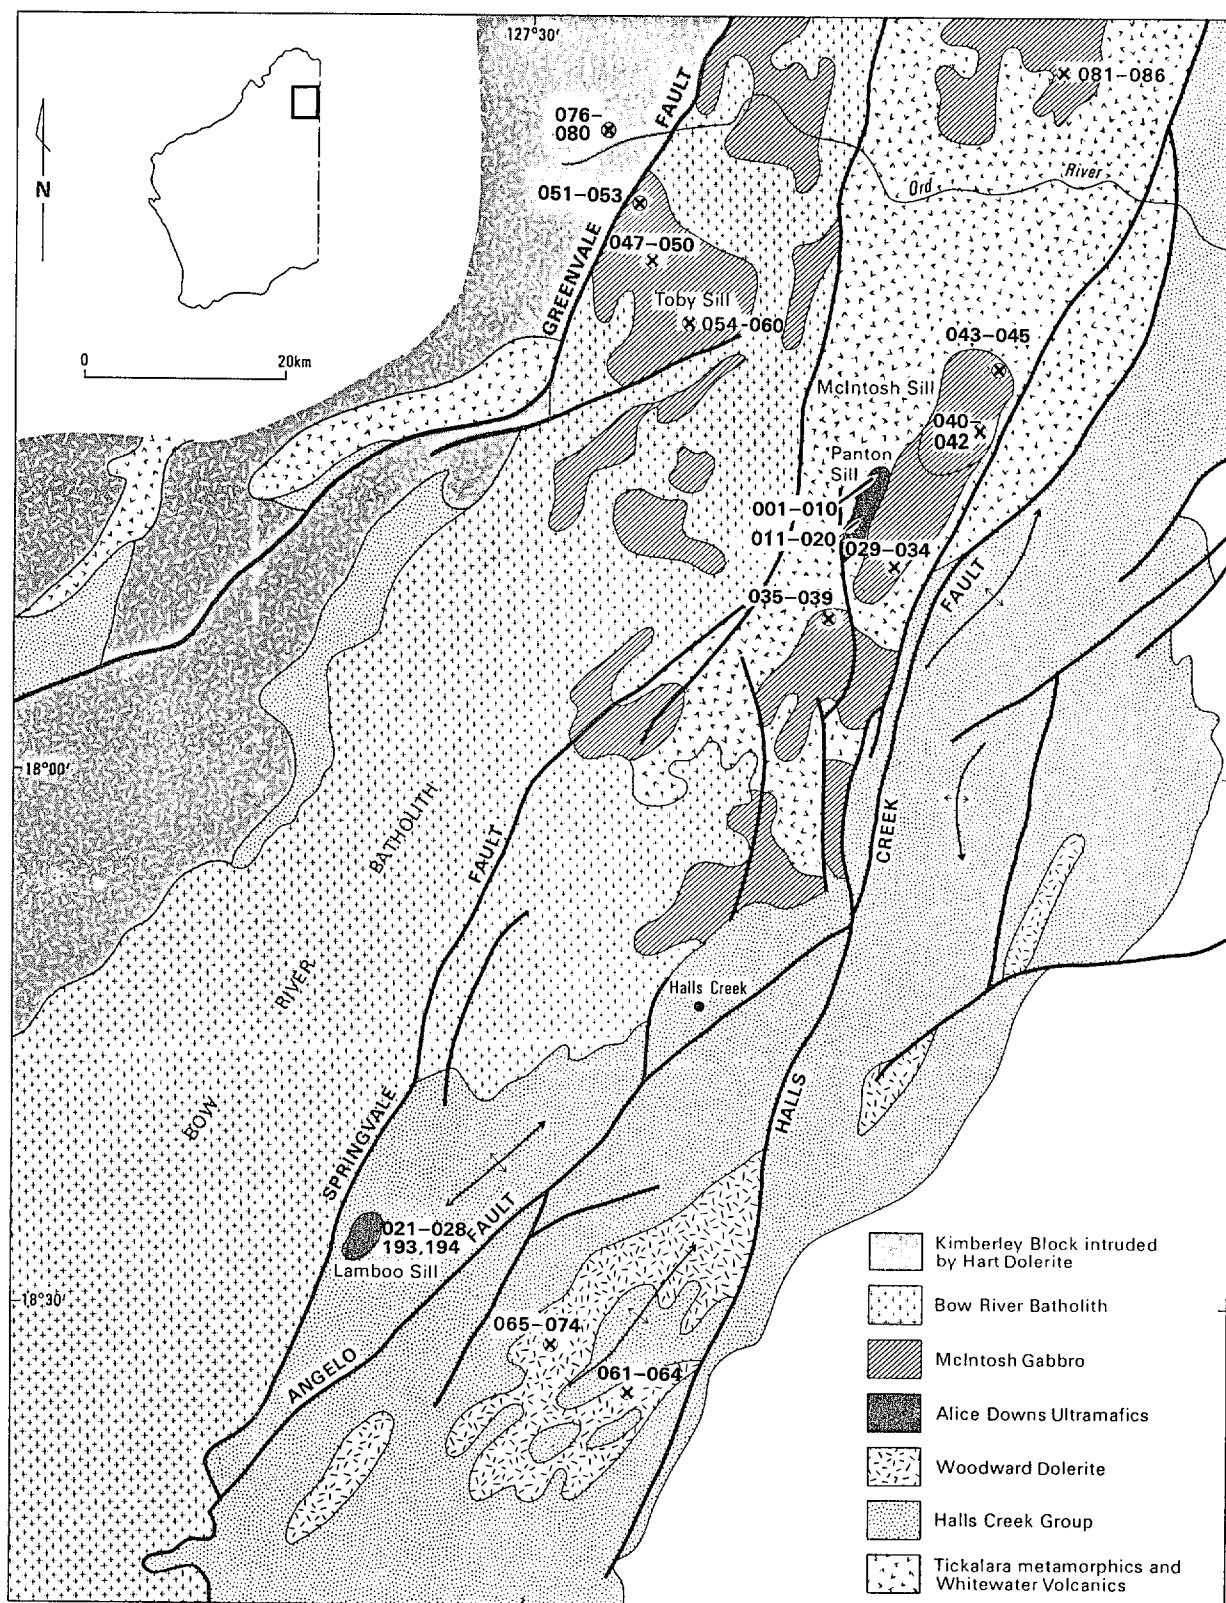 127°30'
FAULT
081–086
076–
080
N
River
Ord
051–053
047–050
GREENVALE
Toby Sill
054-060
0
20km
043–045
McIntosh Sill
040–
042
Panton
Sill
001–010
011–020
029–034
035–039
FAULT
18°00'
BATHOLITH
FAULT
CREEK
RIVER
Halls Creek
BOW
HALLS
SPRINGVALE
021–028
193,194
FAULT
Lamboo Sill
18°30'
065–074
ANGELO
061–064
Kimberley Block intruded
by Hart Dolerite
Bow River Batholith
McIntosh Gabbro
Alice Downs Ultramafics
Woodward Dolerite
Halls Creek Group
Tickalara metamorphics and
Whitewater Volcanics